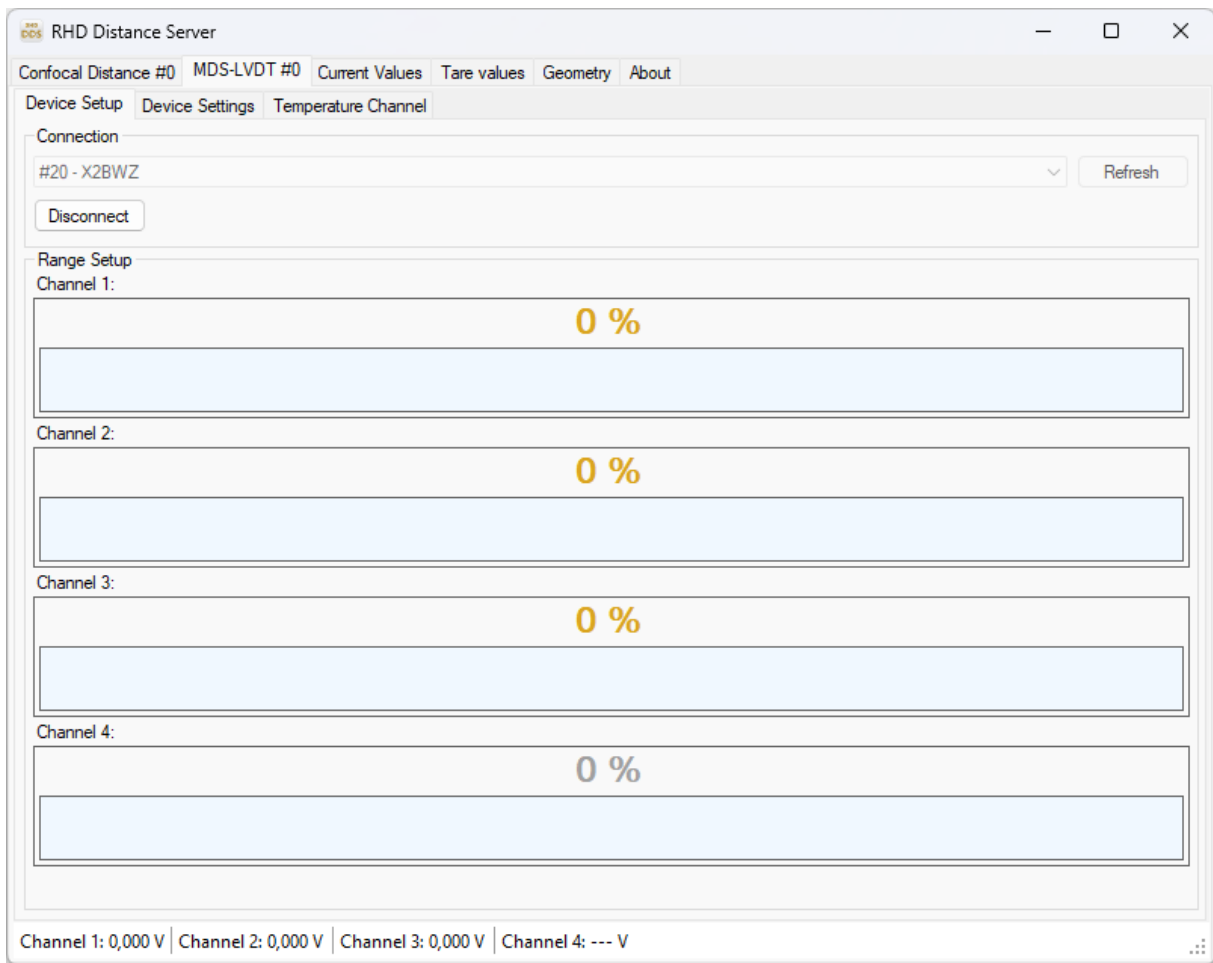 RHD DDS RHD Distance Server
Confocal Distance #0 MDS-LVDT #0 Current Values Tare values Geometry About
Device Setup Device Settings Temperature Channel
Connection
#20 - X2BWZ Refresh
Disconnect
Range Setup
Channel 1:
0 %
Channel 2:
0 %
Channel 3:
0 %
Channel 4:
0 %
Channel 1: 0,000 V Channel 2: 0,000 V Channel 3: 0,000 V Channel 4: --- V